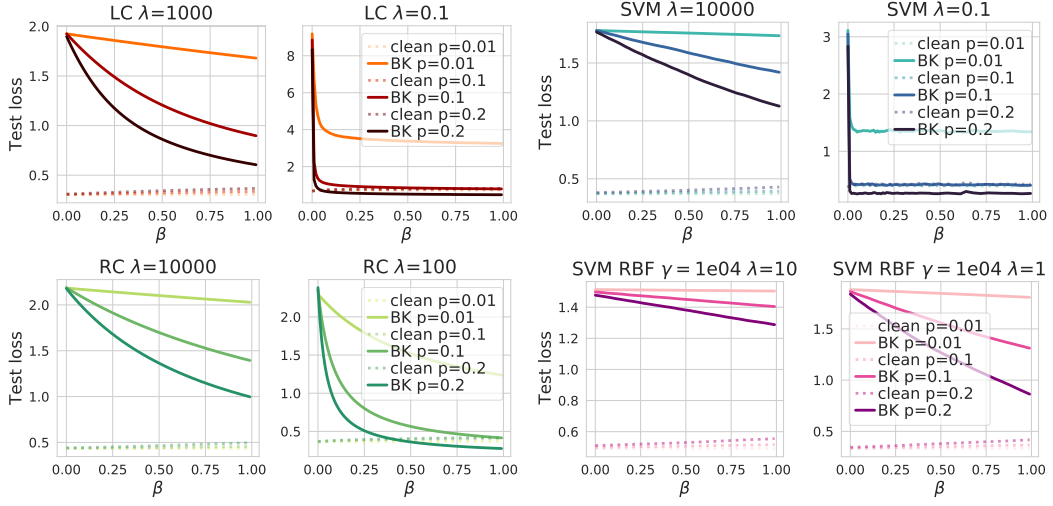 LC λ=1000
Test loss
2.0
1.5
1.0
0.5
0.00 0.25 0.50 0.75 1.00
β
LC λ=0.1
8
6
4
2
clean p=0.01
BK p=0.01
clean p=0.1
BK p=0.1
clean p=0.2
BK p=0.2
0.00 0.25 0.50 0.75 1.00
β
SVM λ=10000
Test loss
1.5
1.0
0.5
0.00 0.25 0.50 0.75 1.00
β
SVM λ=0.1
3
2
1
clean p=0.01
BK p=0.01
clean p=0.1
BK p=0.1
clean p=0.2
BK p=0.2
0.00 0.25 0.50 0.75 1.00
β
RC λ=10000
Test loss
2.0
1.5
1.0
0.5
0.00 0.25 0.50 0.75 1.00
β
RC λ=100
2.0
1.5
1.0
0.5
clean p=0.01
BK p=0.01
clean p=0.1
BK p=0.1
clean p=0.2
BK p=0.2
0.00 0.25 0.50 0.75 1.00
β
SVM RBF γ = 1e04 λ=10
Test loss
1.4
1.2
1.0
0.8
0.6
0.00 0.25 0.50 0.75 1.00
β
SVM RBF γ = 1e04 λ=1
1.5
1.0
0.5
clean p=0.01
BK p=0.01
clean p=0.1
BK p=0.1
clean p=0.2
BK p=0.2
0.00 0.25 0.50 0.75 1.00
β